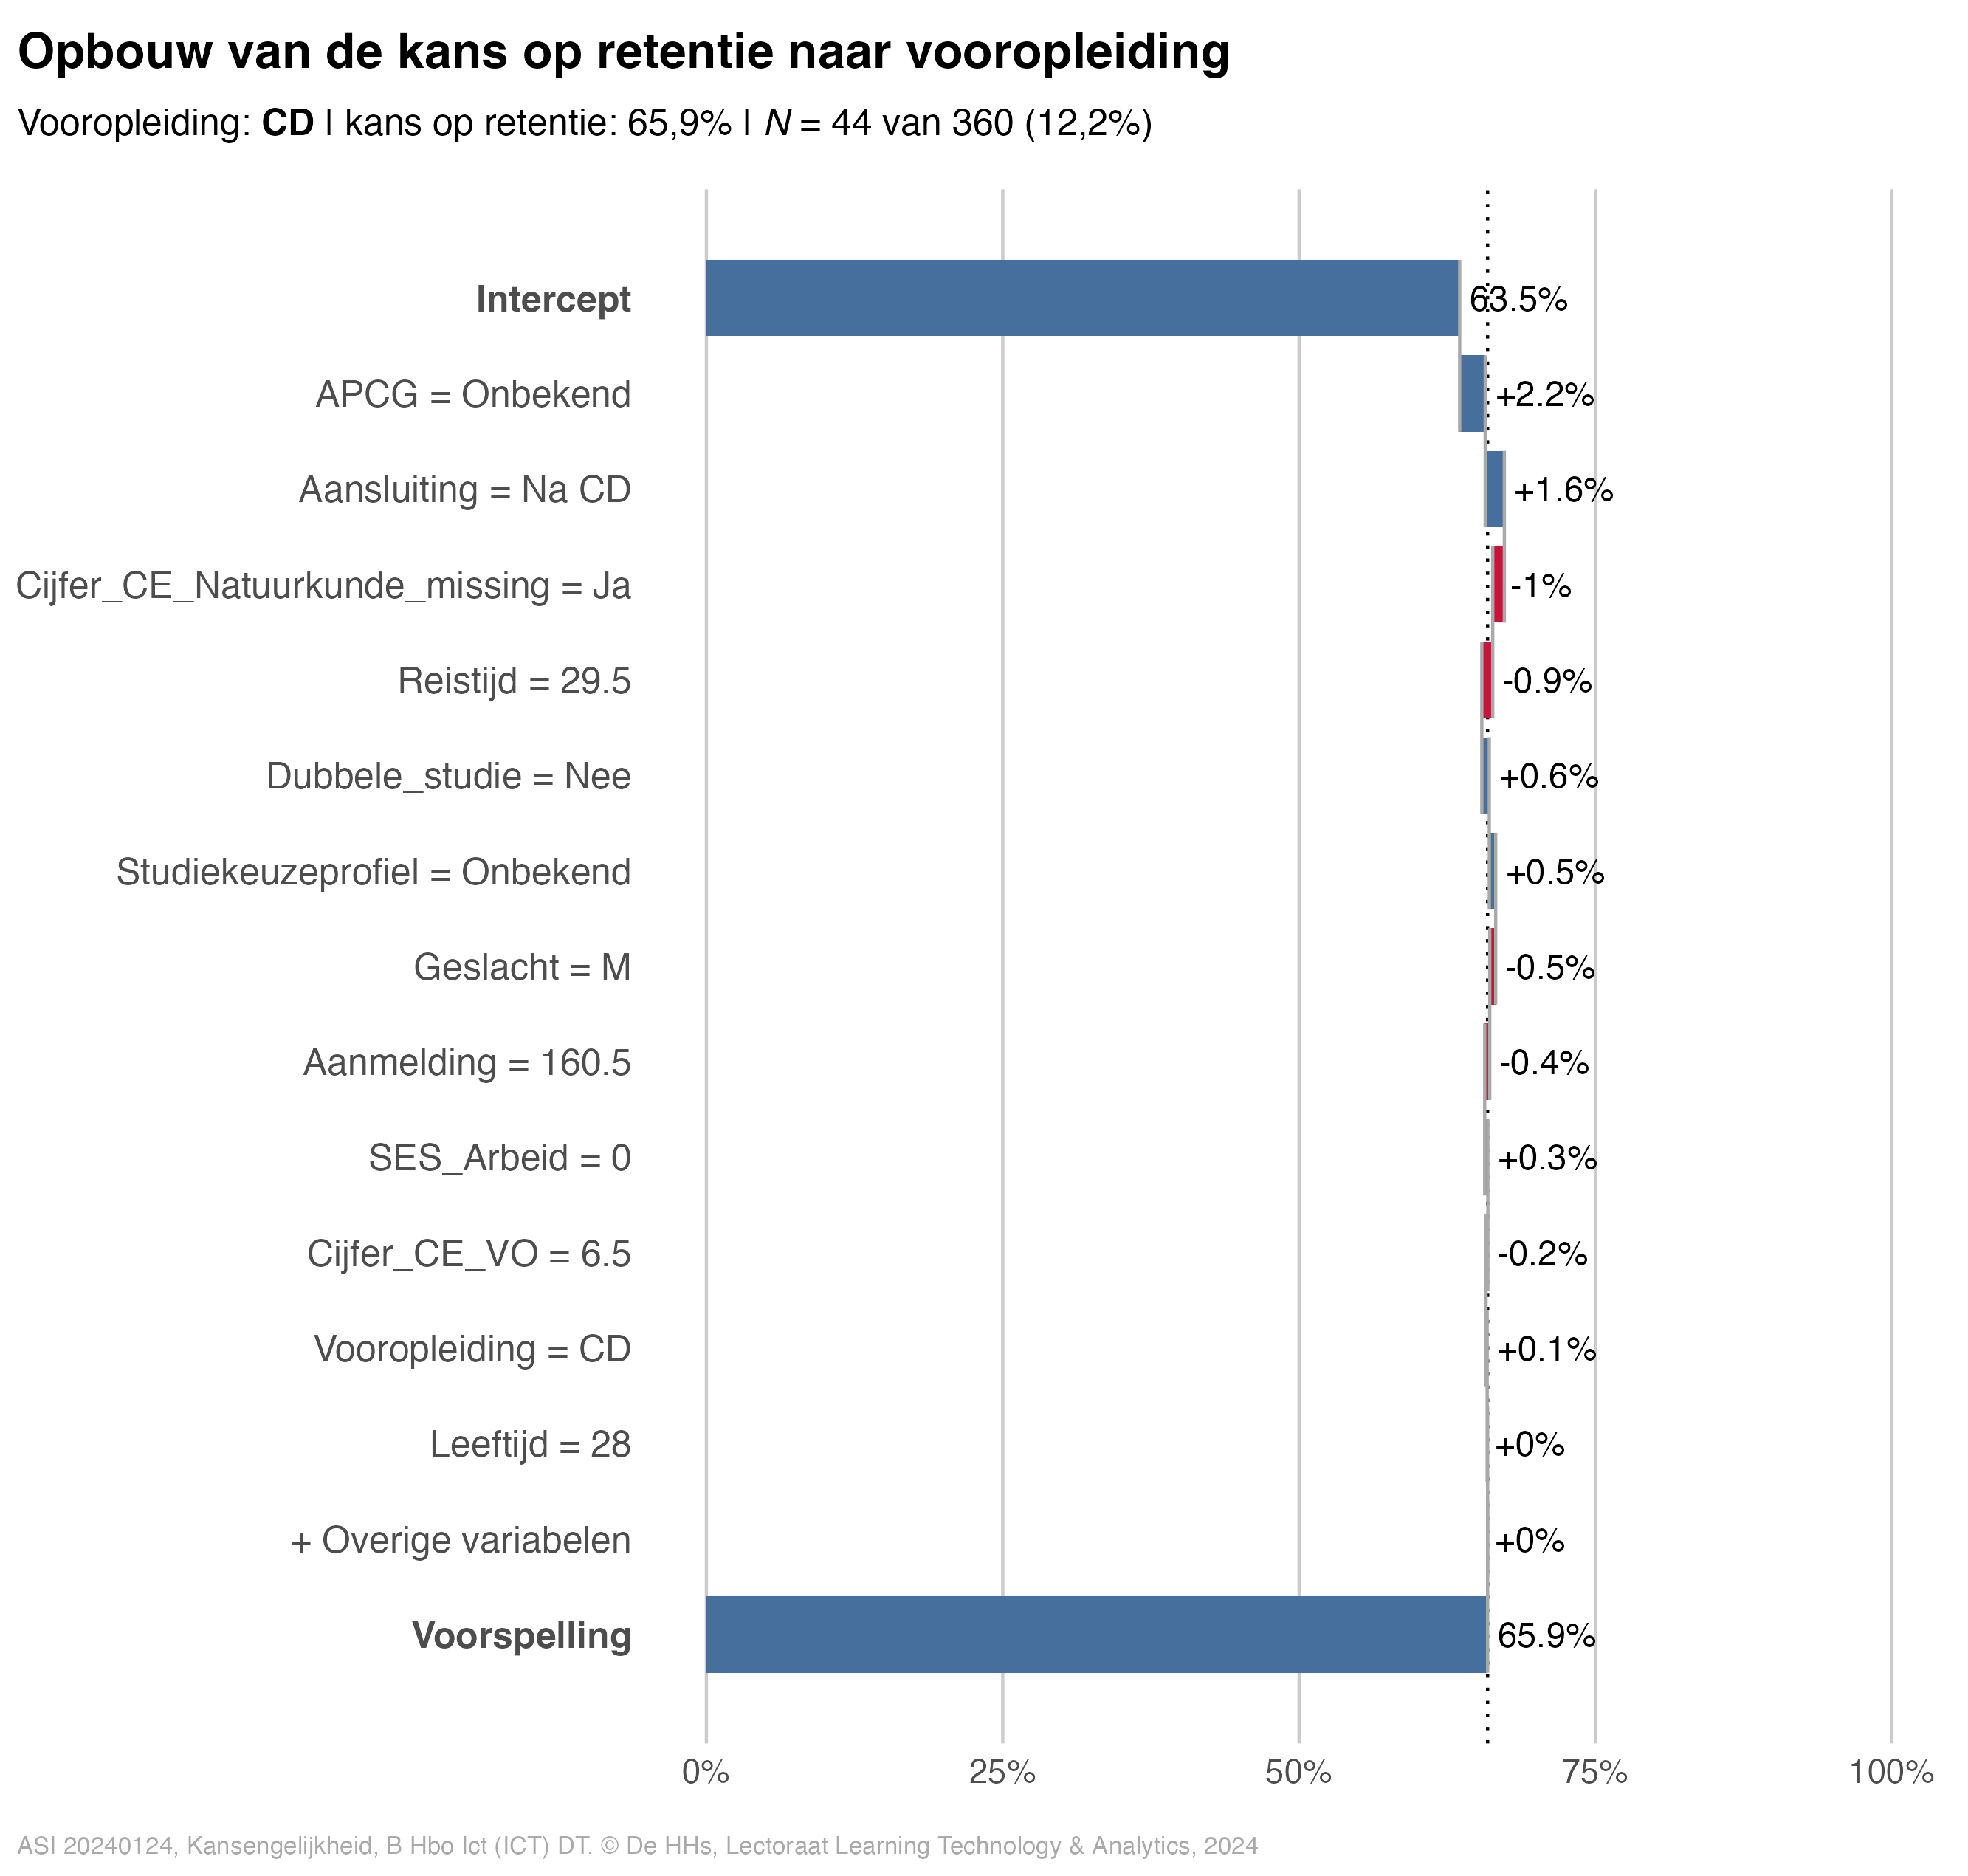 Opbouw van de kans op retentie naar vooropleiding
Vooropleiding: CD | kans op retentie: 65,9% | N = 44 van 360 (12,2%)
Intercept 63.5%
APCG = Onbekend +2.2%
Aansluiting = Na CD +1.6%
Cijfer_CE_Natuurkunde_missing = Ja -1%
Reistijd = 29.5 -0.9%
Dubbele_studie = Nee +0.6%
Studiekeuzeprofiel = Onbekend +0.5%
Geslacht = M -0.5%
Aanmelding = 160.5 -0.4%
SES_Arbeid = 0 +0.3%
Cijfer_CE_VO = 6.5 -0.2%
Vooropleiding = CD +0.1%
Leeftijd = 28 +0%
+ Overige variabelen +0%
Voorspelling 65.9%
0% 25% 50% 75% 100%
ASI 20240124, Kansengelijkheid, B Hbo Ict (ICT) DT. © De HHs, Lectoraat Learning Technology & Analytics, 2024